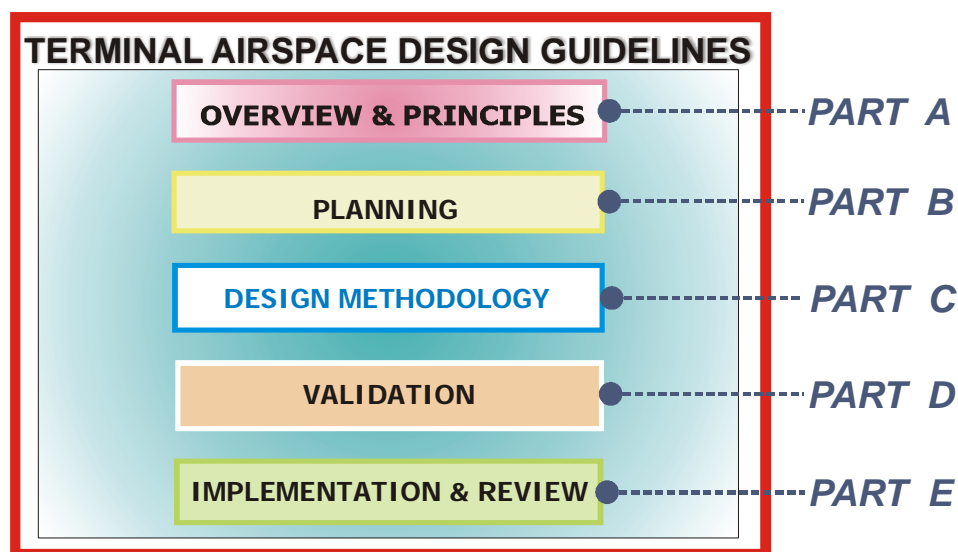 TERMINAL AIRSPACE DESIGN GUIDELINES
OVERVIEW & PRINCIPLES
PART A
PLANNING
PART B
DESIGN METHODOLOGY
PART C
VALIDATION
PART D
IMPLEMENTATION & REVIEW
PART E